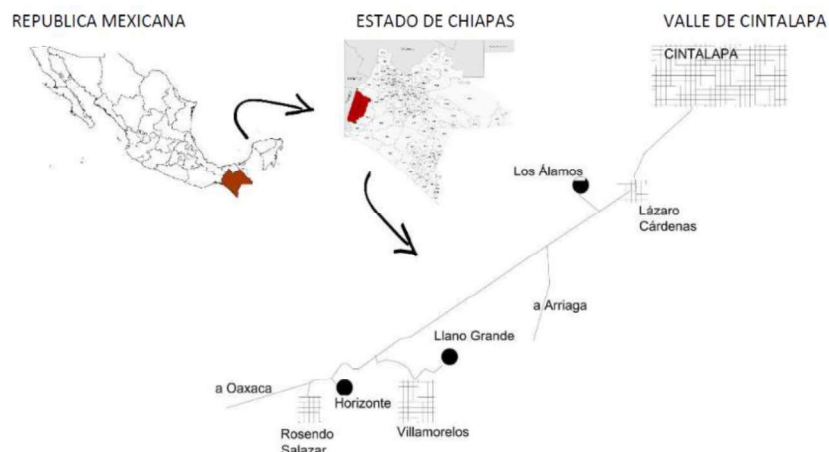 REPUBLICA MEXICANA
ESTADO DE CHIAPAS
VALLE DE CINTALAPA
CINTALAPA
Los Álamos
Lázaro
Cárdenas
a Arriaga
Llano Grande
a Oaxaca
Horizonte
Rosendo
Salazar
Villamorelos